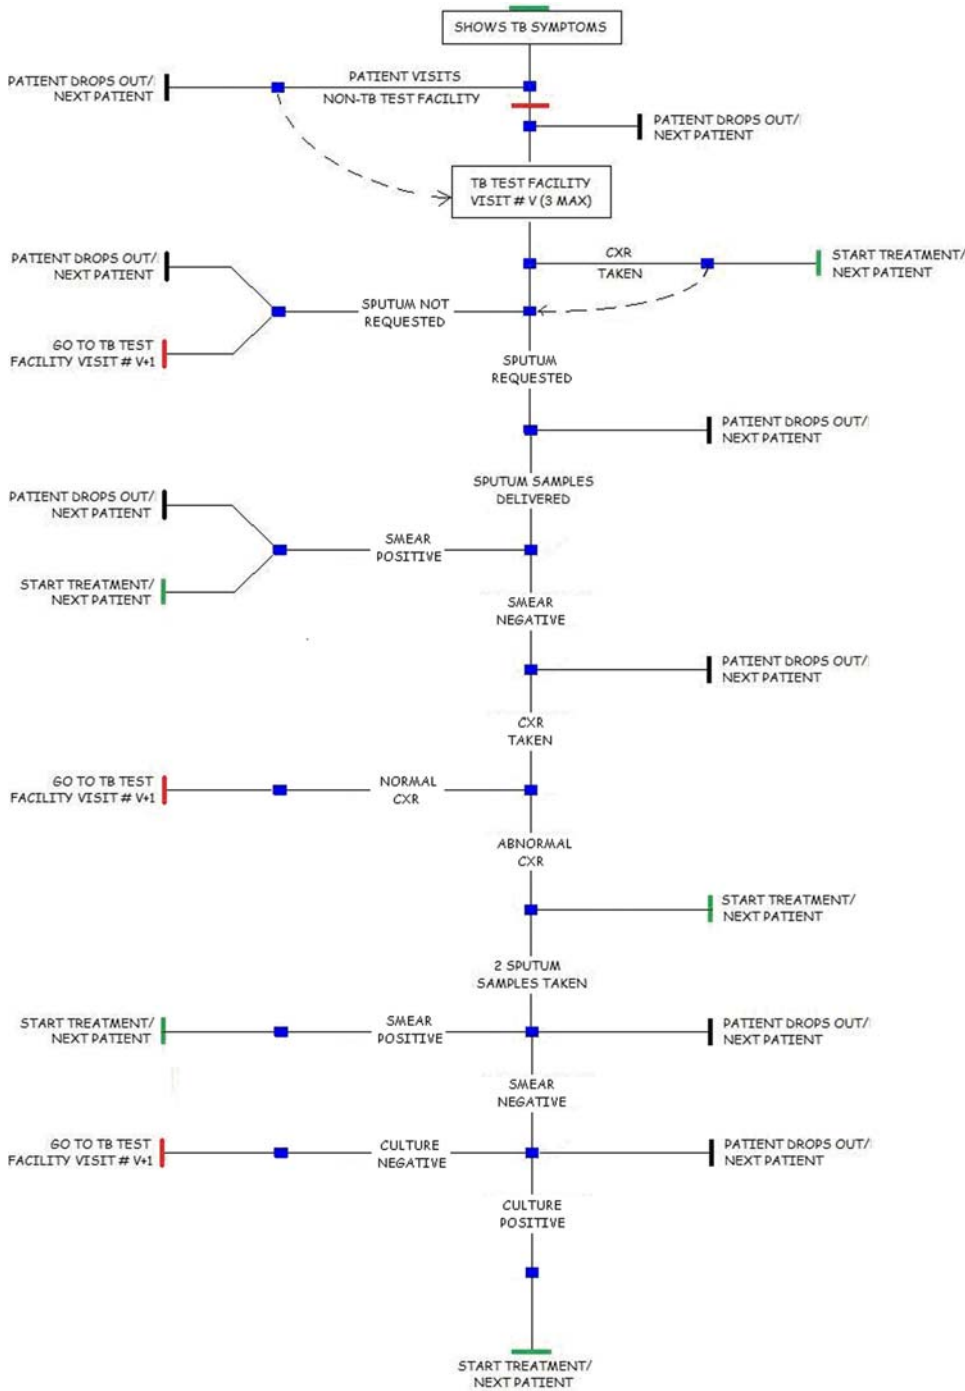 SHOWS TB SYMPTOMS
PATIENT DROPS OUT/
NEXT PATIENT
PATIENT VISITS
NON-TB TEST FACILITY
PATIENT DROPS OUT/
NEXT PATIENT
TB TEST FACILITY
VISIT # V (3 MAX)
PATIENT DROPS OUT/
NEXT PATIENT
CXR
TAKEN
START TREATMENT/
NEXT PATIENT
SPUTUM NOT
REQUESTED
GO TO TB TEST
FACILITY VISIT # V+1
SPUTUM
REQUESTED
PATIENT DROPS OUT/
NEXT PATIENT
SPUTUM SAMPLES
DELIVERED
PATIENT DROPS OUT/
NEXT PATIENT
SMEAR
POSITIVE
START TREATMENT/
NEXT PATIENT
SMEAR
NEGATIVE
PATIENT DROPS OUT/
NEXT PATIENT
CXR
TAKEN
GO TO TB TEST
FACILITY VISIT # V+1
NORMAL
CXR
ABNORMAL
CXR
START TREATMENT/
NEXT PATIENT
2 SPUTUM
SAMPLES TAKEN
START TREATMENT/
NEXT PATIENT
SMEAR
POSITIVE
PATIENT DROPS OUT/
NEXT PATIENT
SMEAR
NEGATIVE
GO TO TB TEST
FACILITY VISIT # V+1
CULTURE
NEGATIVE
PATIENT DROPS OUT/
NEXT PATIENT
CULTURE
POSITIVE
START TREATMENT/
NEXT PATIENT